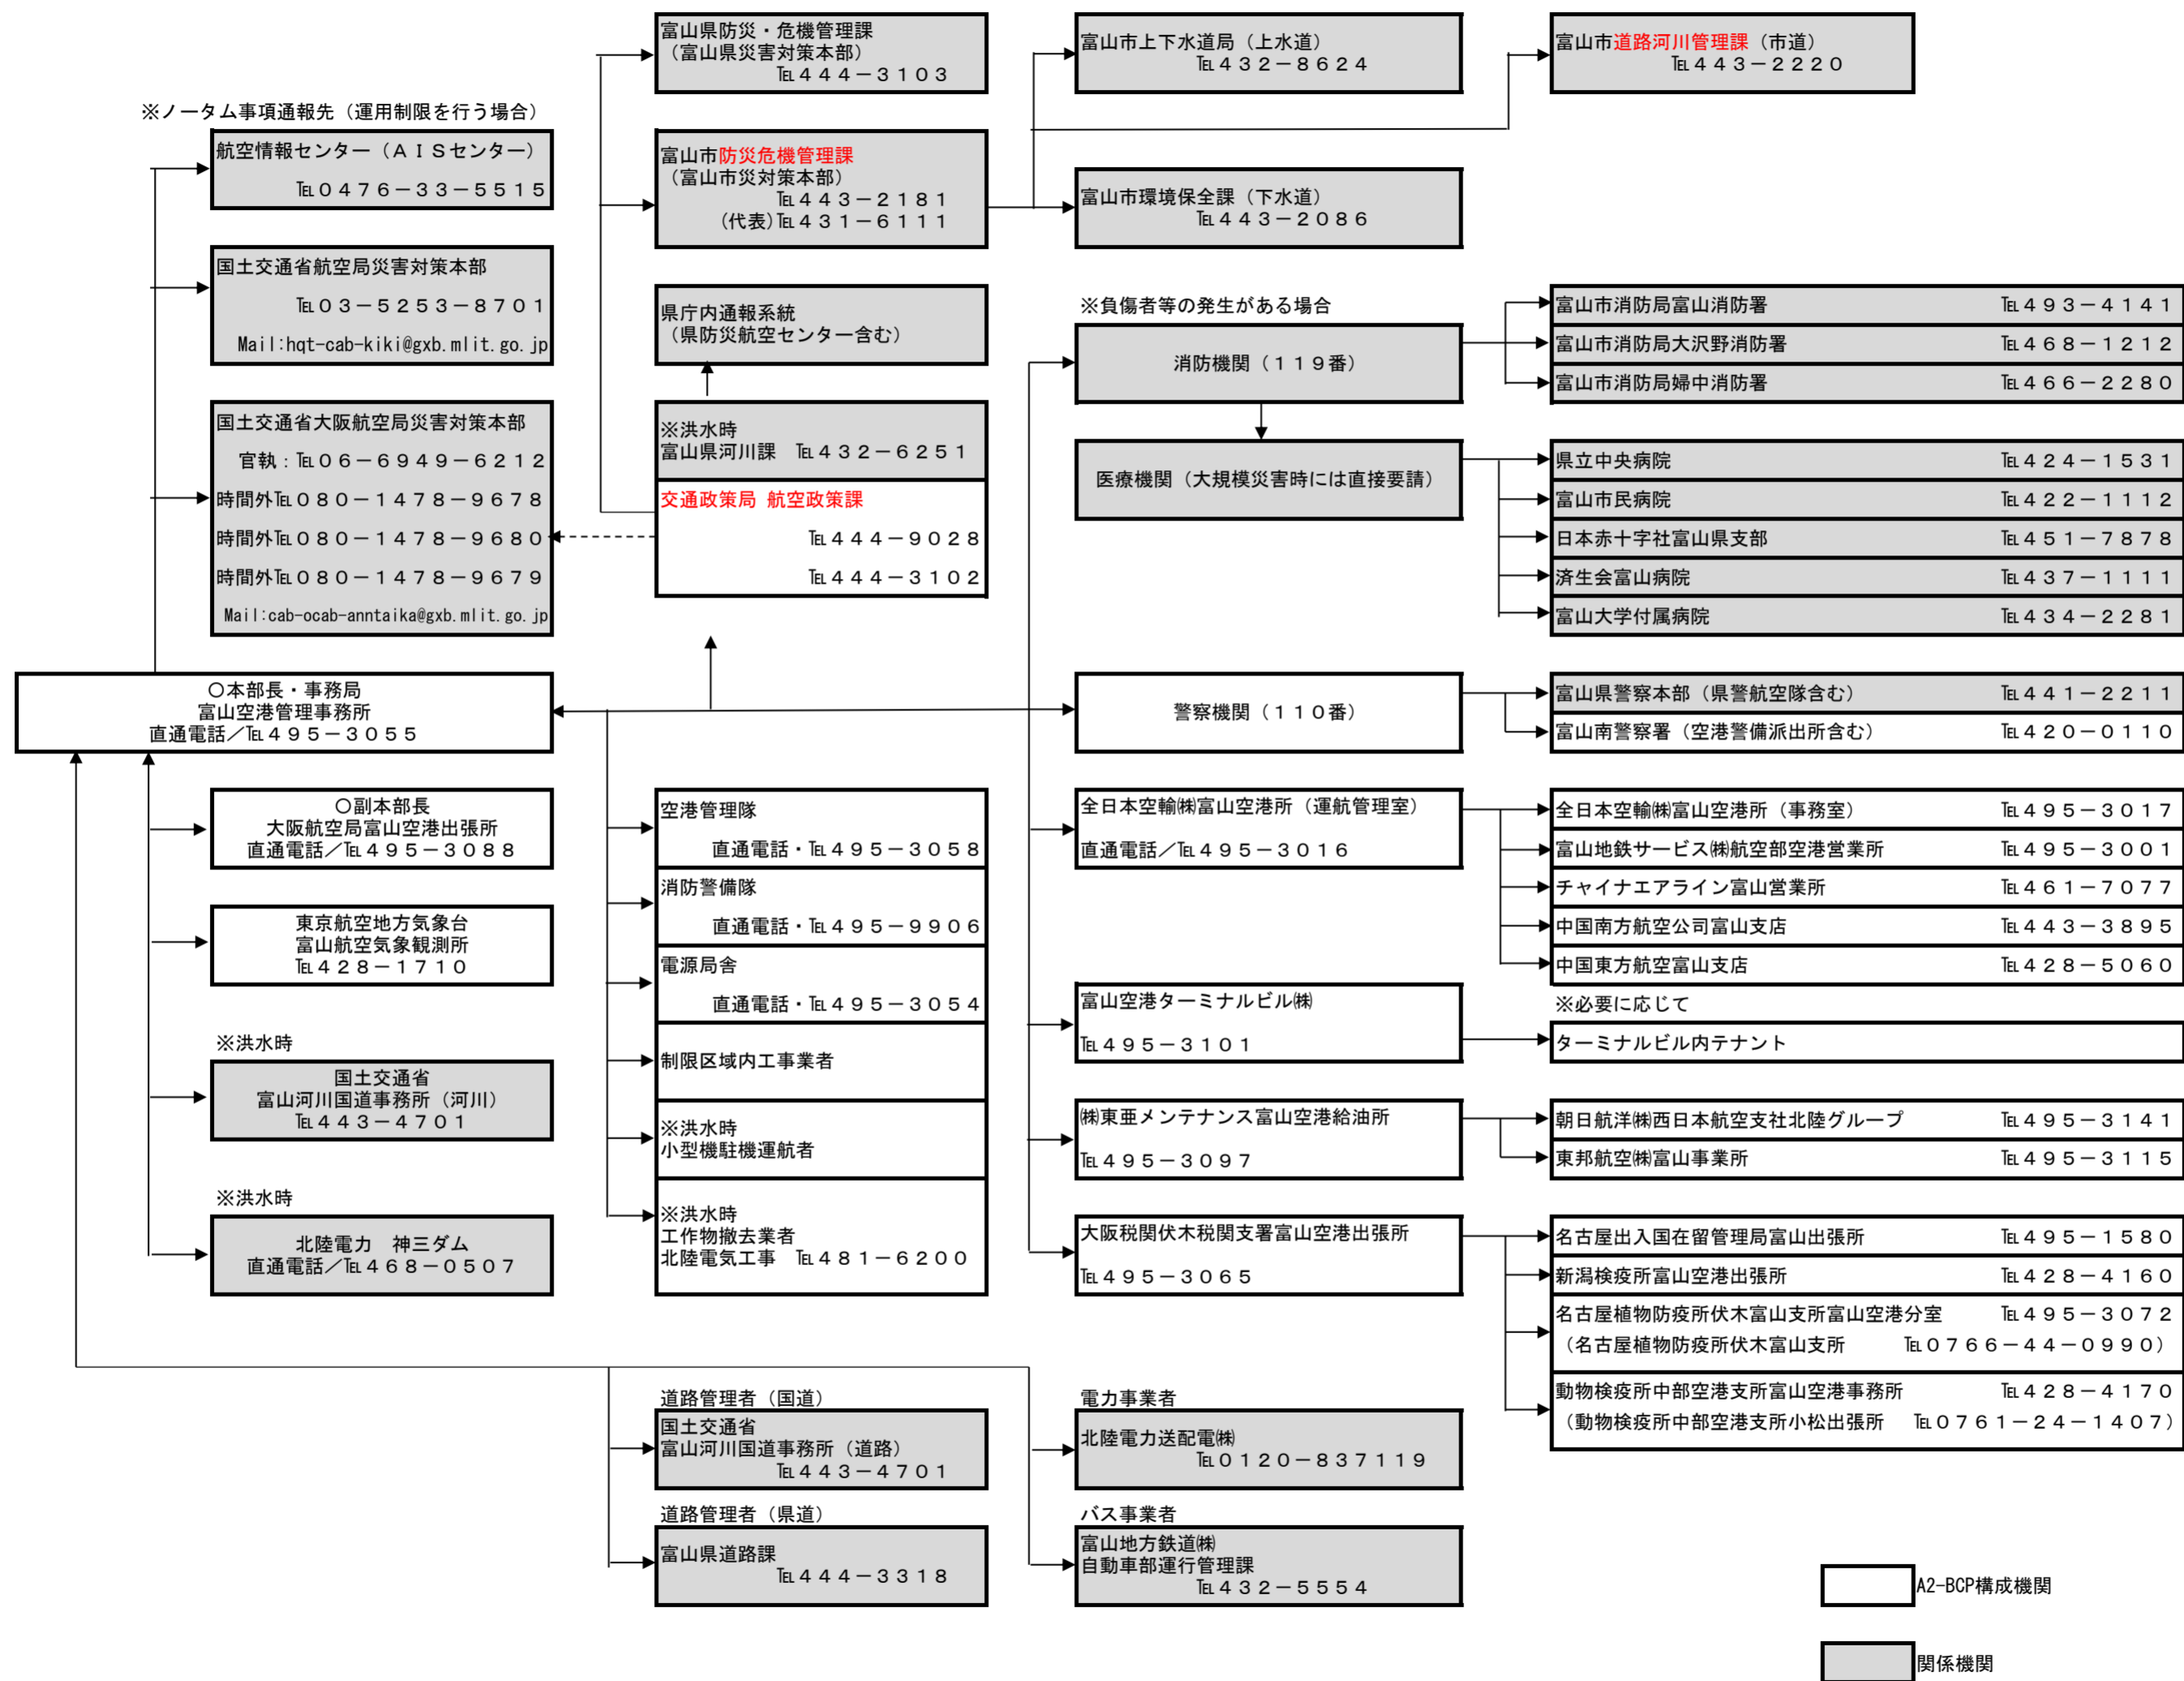 富山県防災・危機管理課
（富山県災害対策本部）
℡４４４－３１０３
富山市上下水道局（上水道）
℡４３２－８６２４
富山市道路河川管理課（市道）
℡４４３－２２２０
※ノータム事項通報先（運用制限を行う場合）
航空情報センター（ＡＩＳセンター）
℡０４７６－３３－５５１５
富山市防災危機管理課
（富山市災対策本部）
℡４４３－２１８１
(代表)℡４３１－６１１１
富山市環境保全課（下水道）
℡４４３－２０８６
国土交通省航空局災害対策本部
℡０３－５２５３－８７０１
Mail:hqt-cab-kiki@gxb.mlit.go.jp
県庁内通報系統
（県防災航空センター含む）
※負傷者等の発生がある場合
消防機関（１１９番）
富山市消防局富山消防署　℡４９３－４１４１
富山市消防局大沢野消防署　℡４６８－１２１２
富山市消防局婦中消防署　℡４６６－２２８０
国土交通省大阪航空局災害対策本部
官執：℡０６－６９４９－６２１２
時間外℡０８０－１４７８－９６７８
時間外℡０８０－１４７８－９６８０
時間外℡０８０－１４７８－９６７９
Mail:cab-ocab-anntaika@gxb.mlit.go.jp
※洪水時
富山県河川課　℡４３２－６２５１
交通政策局 航空政策課
℡４４４－９０２８
℡４４４－３１０２
医療機関（大規模災害時には直接要請）
県立中央病院　℡４２４－１５３１
富山市民病院　℡４２２－１１１２
日本赤十字社富山県支部　℡４５１－７８７８
済生会富山病院　℡４３７－１１１１
富山大学付属病院　℡４３４－２２８１
○本部長・事務局
富山空港管理事務所
直通電話／℡４９５－３０５５
警察機関（１１０番）
富山県警察本部（県警航空隊含む）　℡４４１－２２１１
富山南警察署（空港警備派出所含む）　℡４２０－０１１０
○副本部長
大阪航空局富山空港出張所
直通電話／℡４９５－３０８８
東京航空地方気象台
富山航空気象観測所
℡４２８－１７１０
※洪水時
国土交通省
富山河川国道事務所（河川）
℡４４３－４７０１
※洪水時
北陸電力　神三ダム
直通電話／℡４６８－０５０７
空港管理隊
直通電話・℡４９５－３０５８
消防警備隊
直通電話・℡４９５－９９０６
電源局舎
直通電話・℡４９５－３０５４
制限区域内工事業者
※洪水時
小型機駐機運航者
※洪水時
工作物撤去業者
北陸電気工事　℡４８１－６２００
全日本空輸㈱富山空港所（運航管理室）
直通電話／℡４９５－３０１６
全日本空輸㈱富山空港所（事務室）　℡４９５－３０１７
富山地鉄サービス㈱航空部空港営業所　℡４９５－３００１
チャイナエアライン富山営業所　℡４６１－７０７７
中国南方航空公司富山支店　℡４４３－３８９５
中国東方航空富山支店　℡４２８－５０６０
富山空港ターミナルビル㈱
℡４９５－３１０１
※必要に応じて
ターミナルビル内テナント
㈱東亜メンテナンス富山空港給油所
℡４９５－３０９７
朝日航洋㈱西日本航空支社北陸グループ　℡４９５－３１４１
東邦航空㈱富山事業所　℡４９５－３１１５
大阪税関伏木税関支署富山空港出張所
℡４９５－３０６５
名古屋出入国在留管理局富山出張所　℡４９５－１５８０
新潟検疫所富山空港出張所　℡４２８－４１６０
名古屋植物防疫所伏木富山支所富山空港分室　℡４９５－３０７２
（名古屋植物防疫所伏木富山支所　℡０７６６－４４－０９９０）
動物検疫所中部空港支所富山空港事務所　℡４２８－４１７０
（動物検疫所中部空港支所小松出張所　℡０７６１－２４－１４０７）
道路管理者（国道）
国土交通省
富山河川国道事務所（道路）
℡４４３－４７０１
道路管理者（県道）
富山県道路課
℡４４４－３３１８
電力事業者
北陸電力送配電㈱
℡０１２０－８３７１１９
バス事業者
富山地方鉄道㈱
自動車部運行管理課
℡４３２－５５５４
A2-BCP構成機関
関係機関